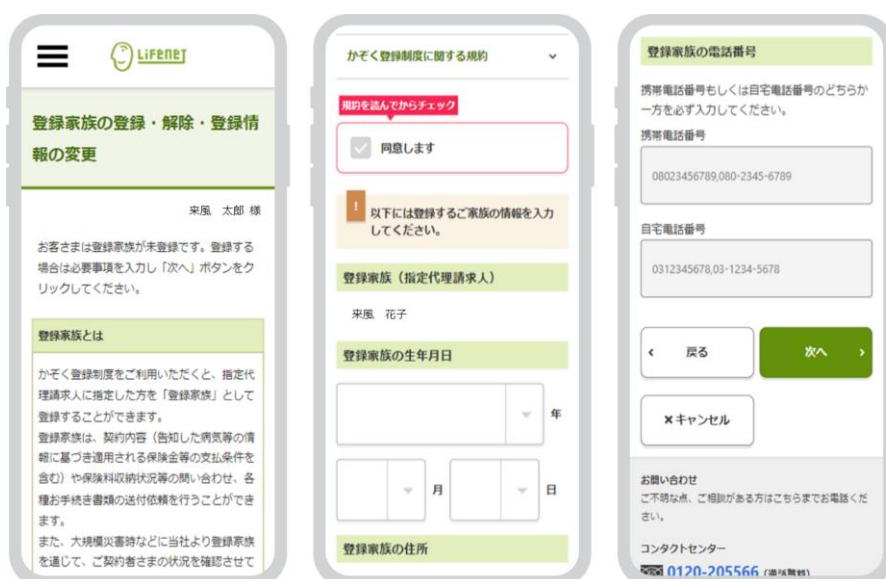 LIFENET
登録家族の登録・解除・登録情
報の変更
来風　太郎 様
お客さまは登録家族が未登録です。登録する
場合は必要事項を入力し「次へ」ボタンをク
リックしてください。
登録家族とは
かぞく登録制度をご利用いただくと、指定代
理請求人に指定した方を「登録家族」として
登録することができます。
登録家族は、契約内容（告知した病気等の情
報に基づき適用される保険金等の支払条件を
含む）や保険料収納状況等の問い合わせ、各
種お手続き書類の送付依頼を行うことができ
ます。
また、大規模災害時などに当社より登録家族
を通じて、ご契約者さまの状況を確認させて
かぞく登録制度に関する規約
規約を読んでからチェック
同意します
! 以下には登録するご家族の情報を入力
してください。
登録家族（指定代理請求人）
来風　花子
登録家族の生年月日
年
月 日
登録家族の住所
登録家族の電話番号
携帯電話番号もしくは自宅電話番号のどちらか
一方を必ず入力してください。
携帯電話番号
08023456789,080-2345-6789
自宅電話番号
0312345678,03-1234-5678
戻る 次へ
×キャンセル
お問い合わせ
ご不明な点、ご相談がある方はこちらまでお電話くだ
さい。
コンタクトセンター
0120-205566 (通話無料)